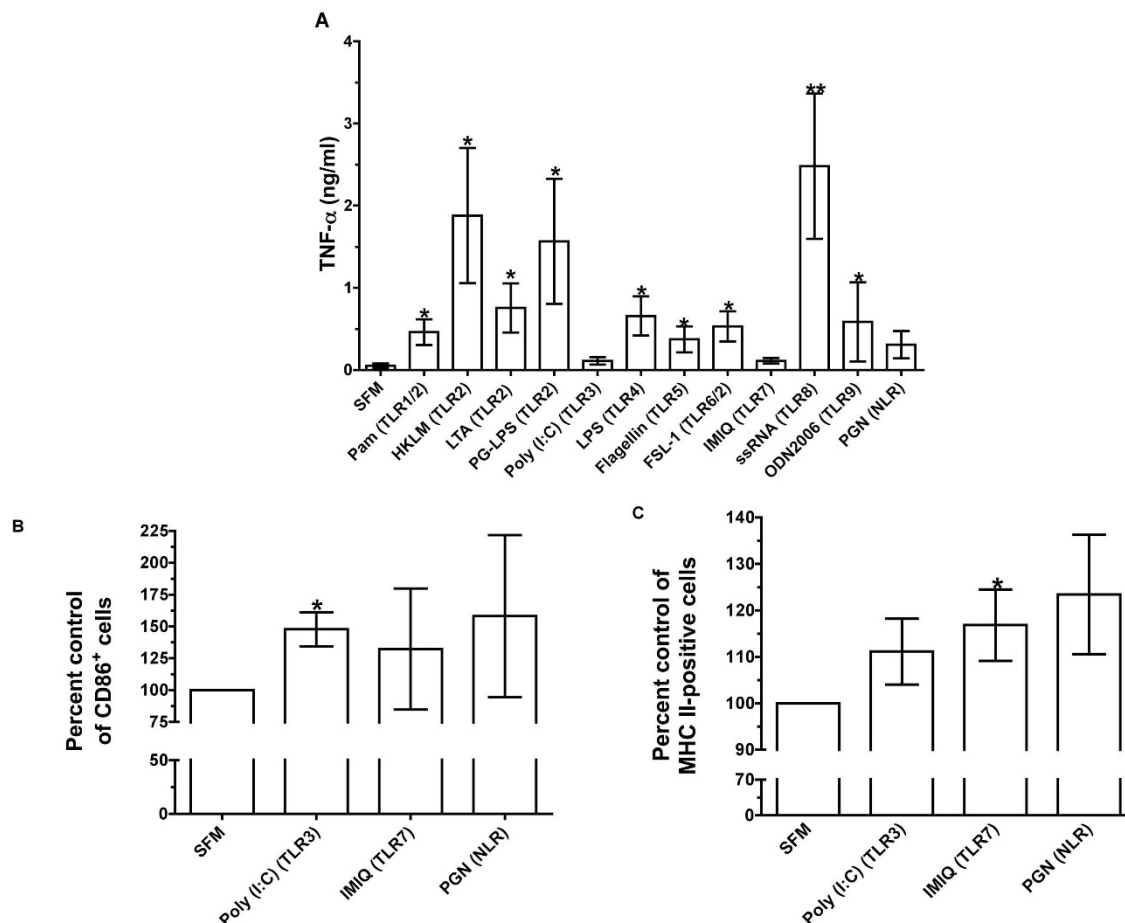 A
TNF-α (ng/ml)
4
3
2
1
0
*
*
*
*
*
*
*
**
*
SFM
Pam (TLR1/2)
HKLM (TLR2)
LTA (TLR2)
PG-LPS (TLR2)
Poly (I:C) (TLR3)
LPS (TLR4)
Flagellin (TLR5)
FSL-1 (TLR6/2)
IMIQ (TLR7)
ssRNA (TLR8)
ODN2006 (TLR9)
PGN (NLR)
B
Percent control
of CD86+ cells
225
200
175
150
125
100
75
50
0
*
SFM
Poly (I:C) (TLR3)
IMIQ (TLR7)
PGN (NLR)
C
Percent control of
MHC II-positive cells
140
130
120
110
100
90
70
0
*
SFM
Poly (I:C) (TLR3)
IMIQ (TLR7)
PGN (NLR)